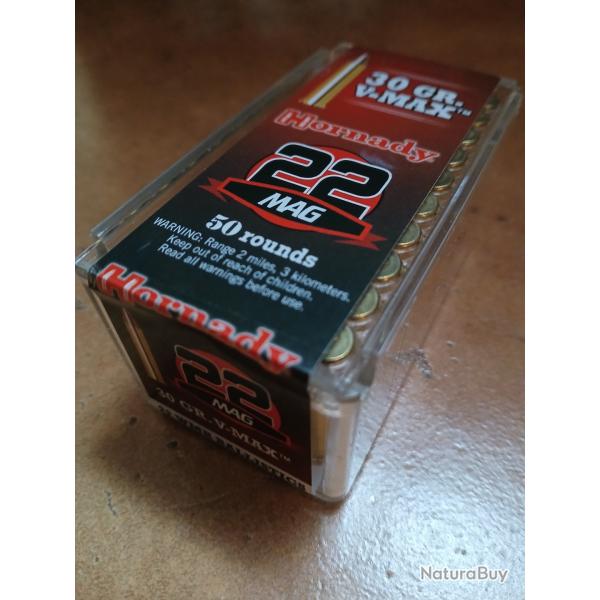 30 GR.
V-MAX™
Hornady
22
MAG
50 rounds
WARNING: Range 2 miles, 3 kilometers.
Keep out of reach of children.
Read all warnings before use.
Hornady
22
MAG
30 GR. V-MAX™
NaturaBuy